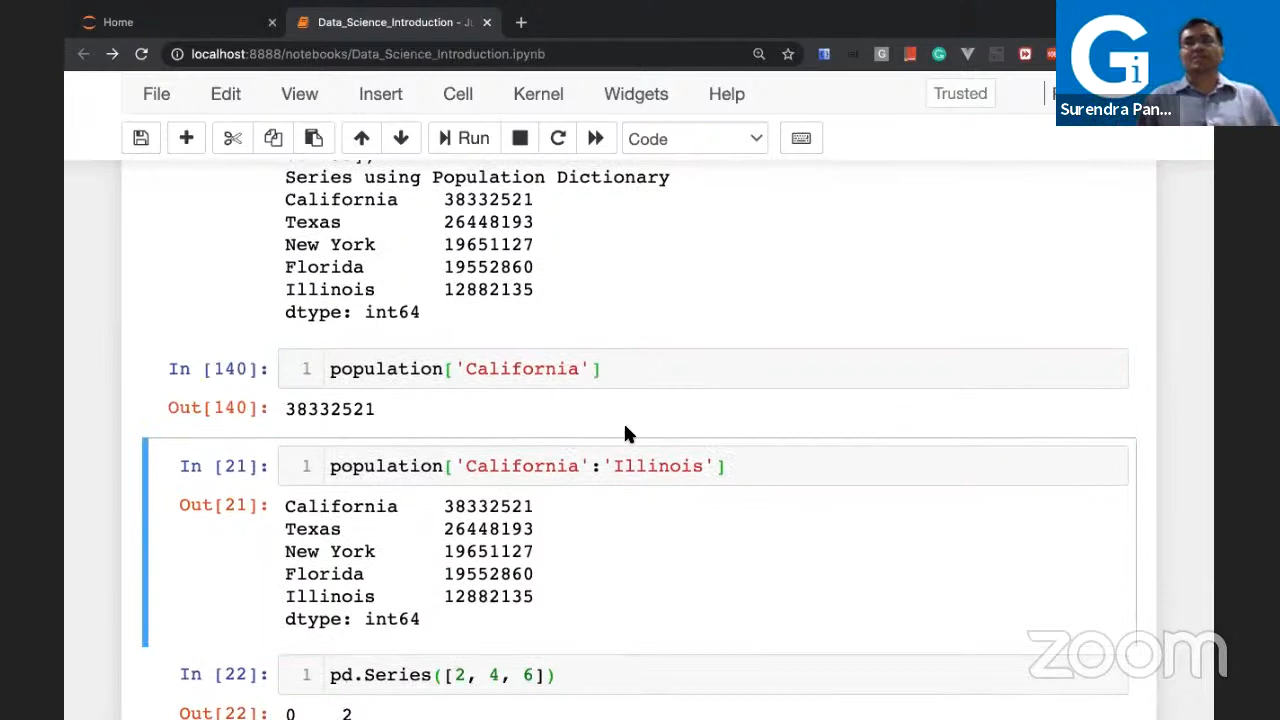 Home
Data_Science_Introduction - Ju
localhost:8888/notebooks/Data_Science_Introduction.ipynb
Gi
Surendra Pan...
File Edit View Insert Cell Kernel Widgets Help Trusted
Run Code
Series using Population Dictionary
California 38332521
Texas 26448193
New York 19651127
Florida 19552860
Illinois 12882135
dtype: int64
In [140]: 1 population['California']
Out[140]: 38332521
In [21]: 1 population['California':'Illinois']
Out[21]: California 38332521
Texas 26448193
New York 19651127
Florida 19552860
Illinois 12882135
dtype: int64
zoom
In [22]: 1 pd.Series([2, 4, 6])
Out[22]: 0 2